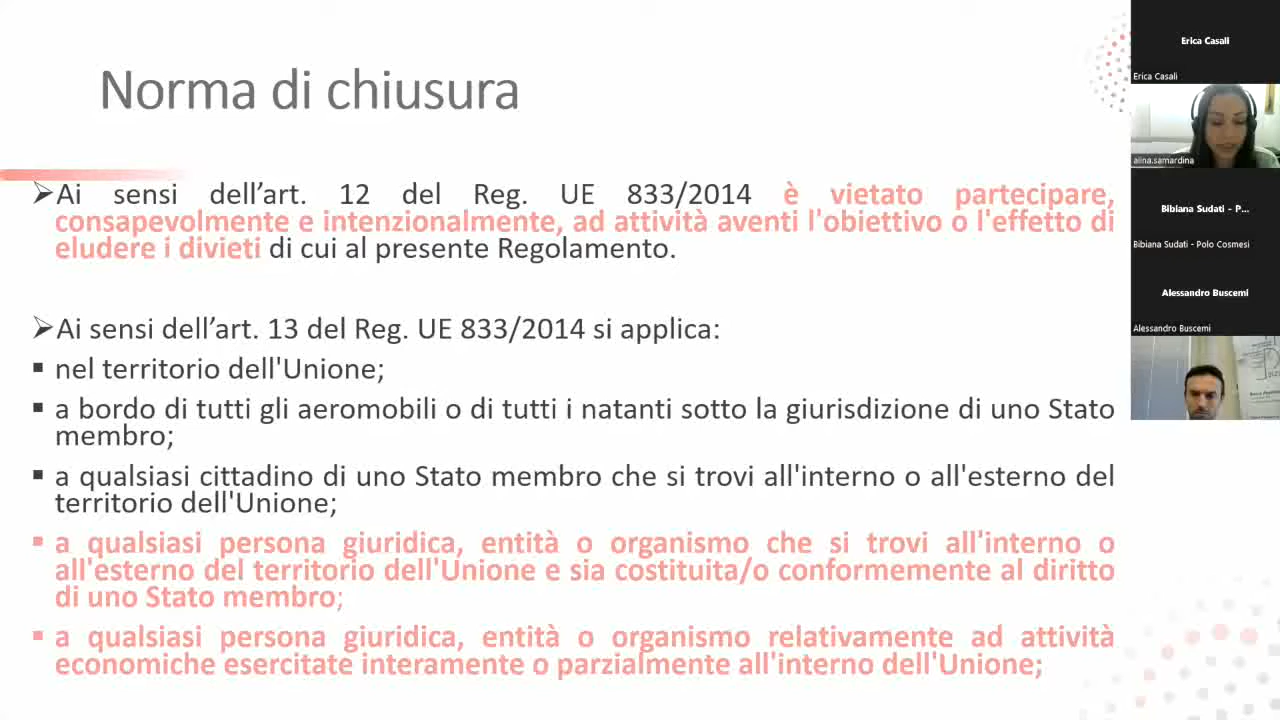 Norma di chiusura
➢Ai sensi dell’art. 12 del Reg. UE 833/2014 è vietato partecipare,
consapevolmente e intenzionalmente, ad attività aventi l'obiettivo o l'effetto di
eludere i divieti di cui al presente Regolamento.
➢Ai sensi dell’art. 13 del Reg. UE 833/2014 si applica:
▪ nel territorio dell'Unione;
▪ a bordo di tutti gli aeromobili o di tutti i natanti sotto la giurisdizione di uno Stato
membro;
▪ a qualsiasi cittadino di uno Stato membro che si trovi all'interno o all'esterno del
territorio dell'Unione;
▪ a qualsiasi persona giuridica, entità o organismo che si trovi all'interno o
all'esterno del territorio dell'Unione e sia costituita/o conformemente al diritto
di uno Stato membro;
▪ a qualsiasi persona giuridica, entità o organismo relativamente ad attività
economiche esercitate interamente o parzialmente all'interno dell'Unione;
Erica Casali
Erica Casali
alina.samardina
Bibiana Sudati - P...
Bibiana Sudati - Polo Cosmesi
Alessandro Buscemi
Alessandro Buscemi